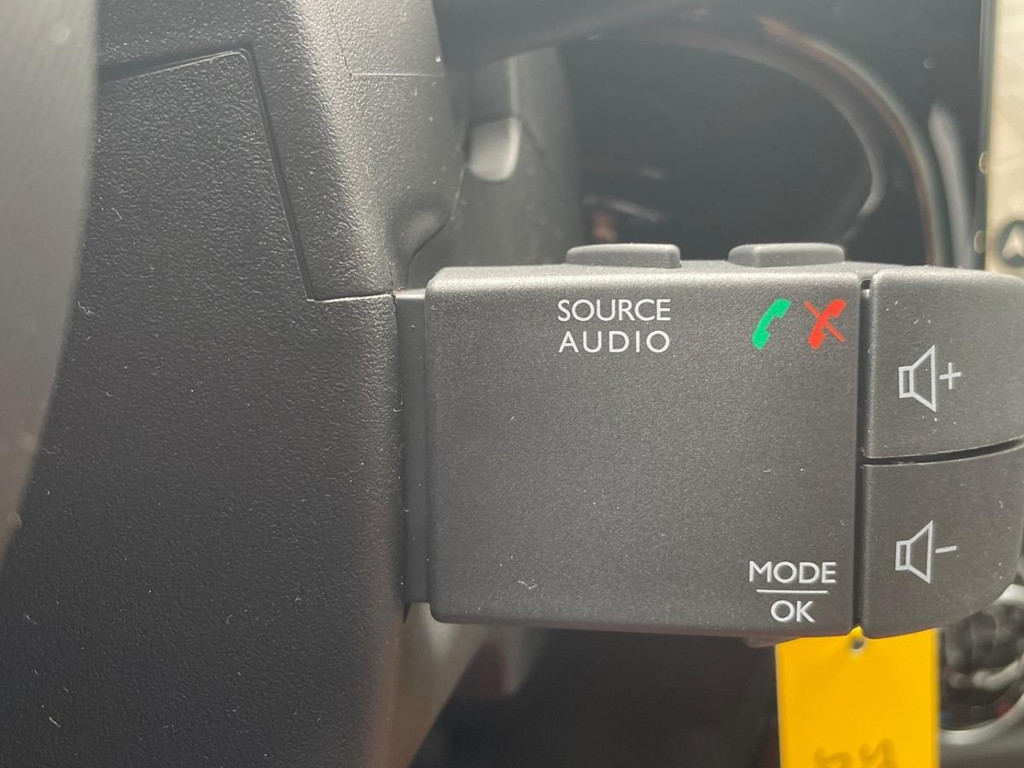 SOURCE
AUDIO
+
-
MODE
OK